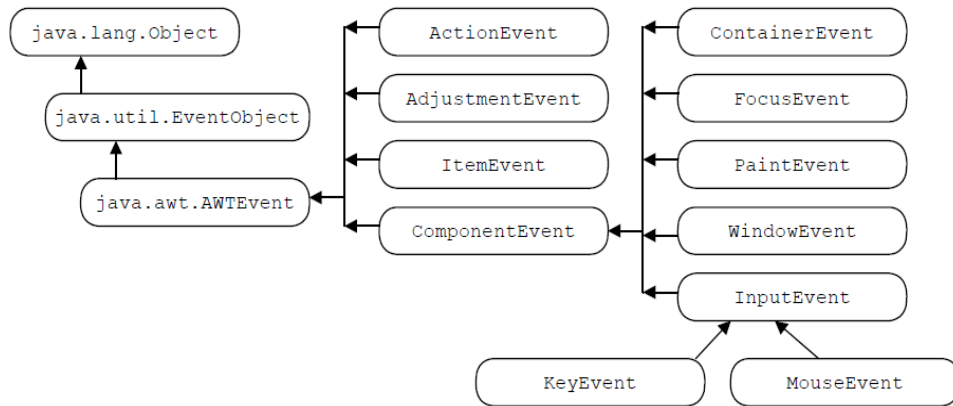 java.lang.Object
java.util.EventObject
java.awt.AWTEvent
ActionEvent
AdjustmentEvent
ItemEvent
ComponentEvent
ContainerEvent
FocusEvent
PaintEvent
WindowEvent
InputEvent
KeyEvent
MouseEvent